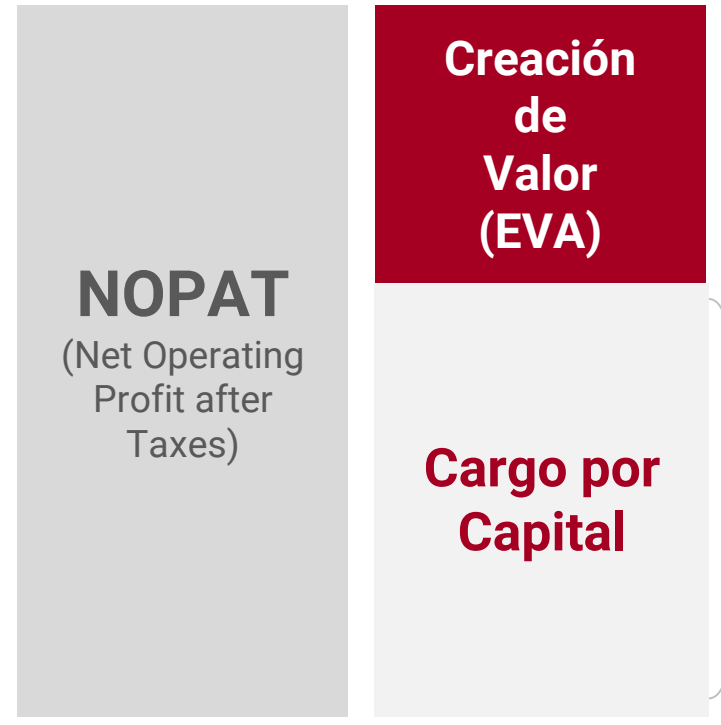 NOPAT
(Net Operating
Profit after
Taxes)
Creación
de
Valor
(EVA)
Cargo por
Capital